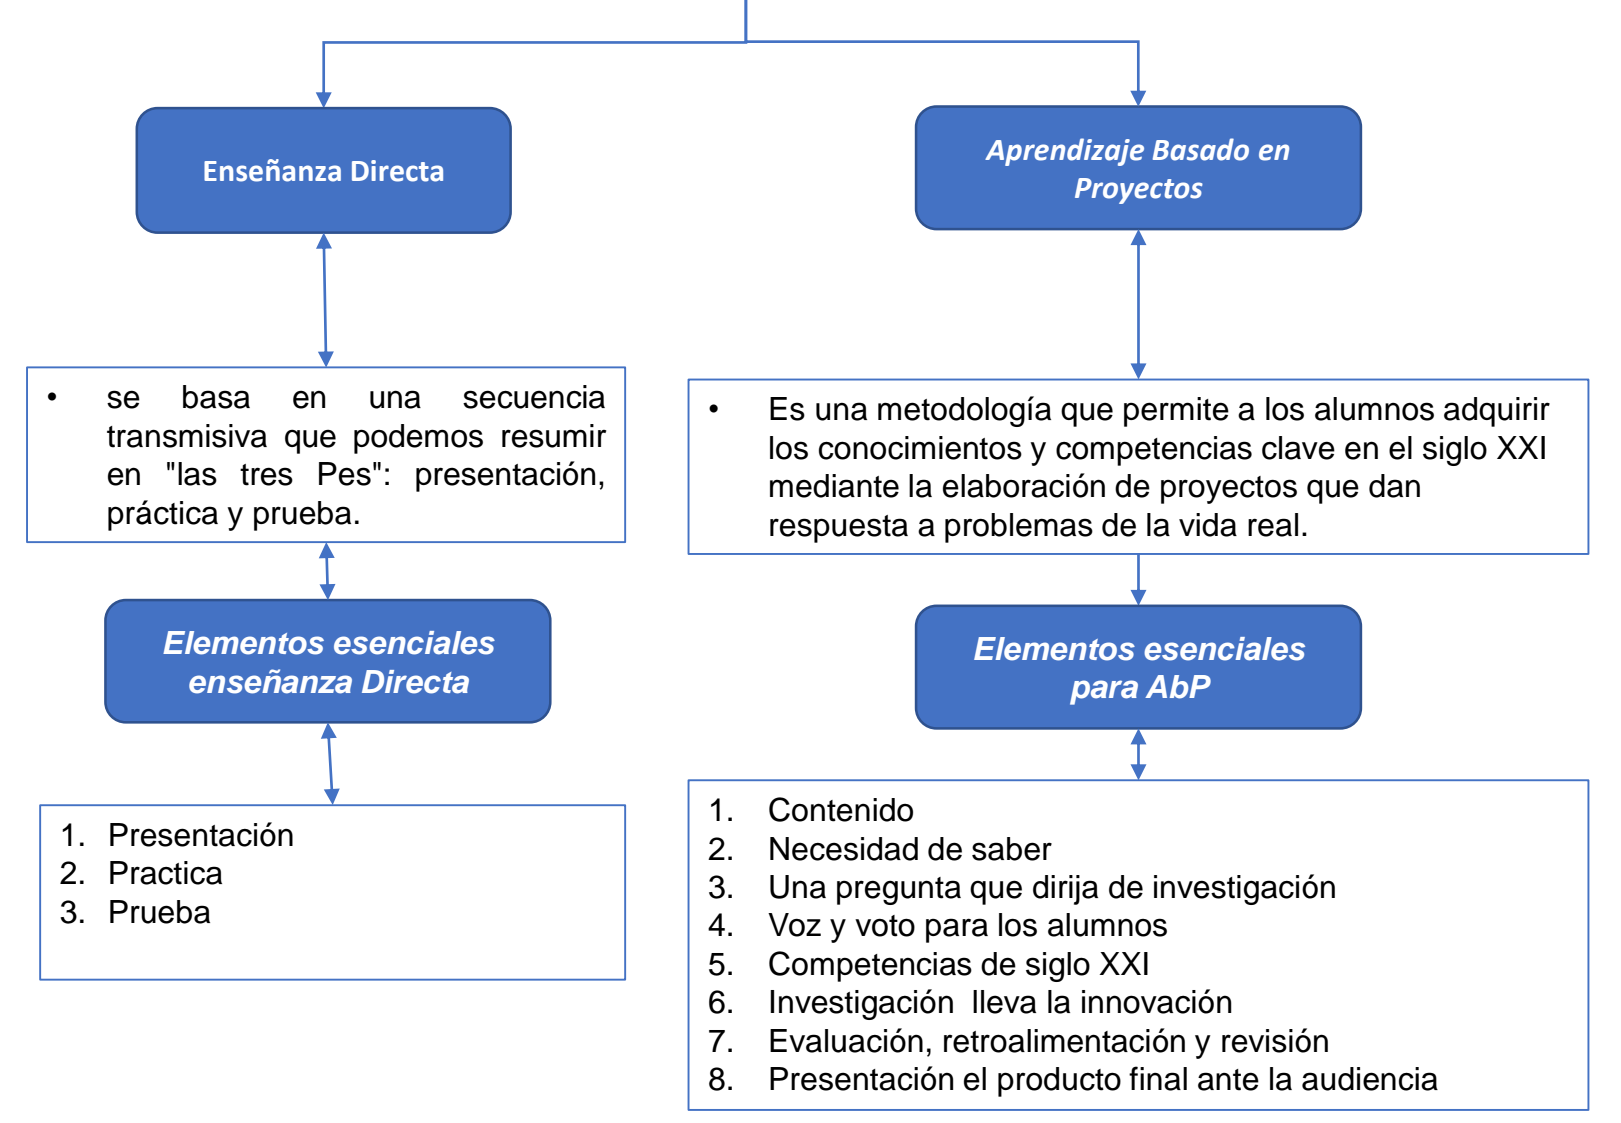 Enseñanza Directa
Aprendizaje Basado en
Proyectos
• se basa en una secuencia
transmisiva que podemos resumir
en "las tres Pes": presentación,
práctica y prueba.
• Es una metodología que permite a los alumnos adquirir
los conocimientos y competencias clave en el siglo XXI
mediante la elaboración de proyectos que dan
respuesta a problemas de la vida real.
Elementos esenciales
enseñanza Directa
Elementos esenciales
para AbP
1. Presentación
2. Practica
3. Prueba
1. Contenido
2. Necesidad de saber
3. Una pregunta que dirija de investigación
4. Voz y voto para los alumnos
5. Competencias de siglo XXI
6. Investigación  lleva la innovación
7. Evaluación, retroalimentación y revisión
8. Presentación el producto final ante la audiencia